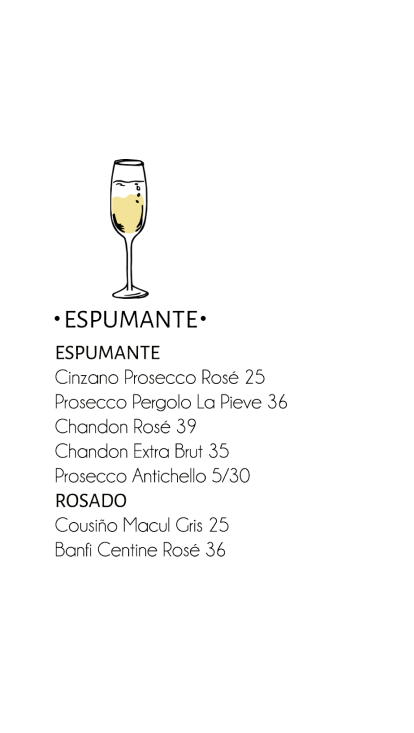 •ESPUMANTE•
ESPUMANTE
Cinzano Prosecco Rosé 25
Prosecco Pergolo La Pieve 36
Chandon Rosé 39
Chandon Extra Brut 35
Prosecco Antichello 5/30
ROSADO
Cousiño Macul Gris 25
Banfi Centine Rosé 36